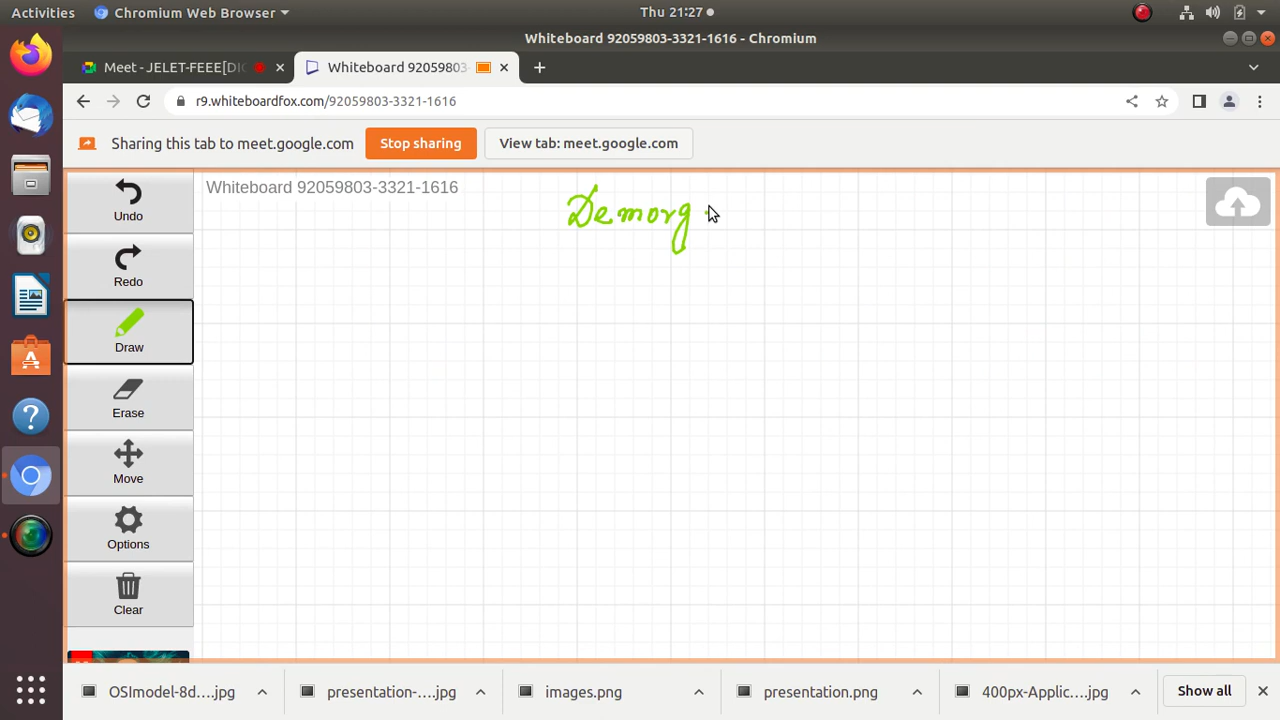 Activities Chromium Web Browser Thu 21:27
Whiteboard 92059803-3321-1616 - Chromium
Meet - JELET-FEEE[DIG Whiteboard 92059803-
r9.whiteboardfox.com/92059803-3321-1616
Sharing this tab to meet.google.com Stop sharing View tab: meet.google.com
Whiteboard 92059803-3321-1616
Demorg
Undo
Redo
Draw
Erase
Move
Options
Clear
OSImodel-8d....jpg presentation-....jpg images.png presentation.png 400px-Applic....jpg Show all